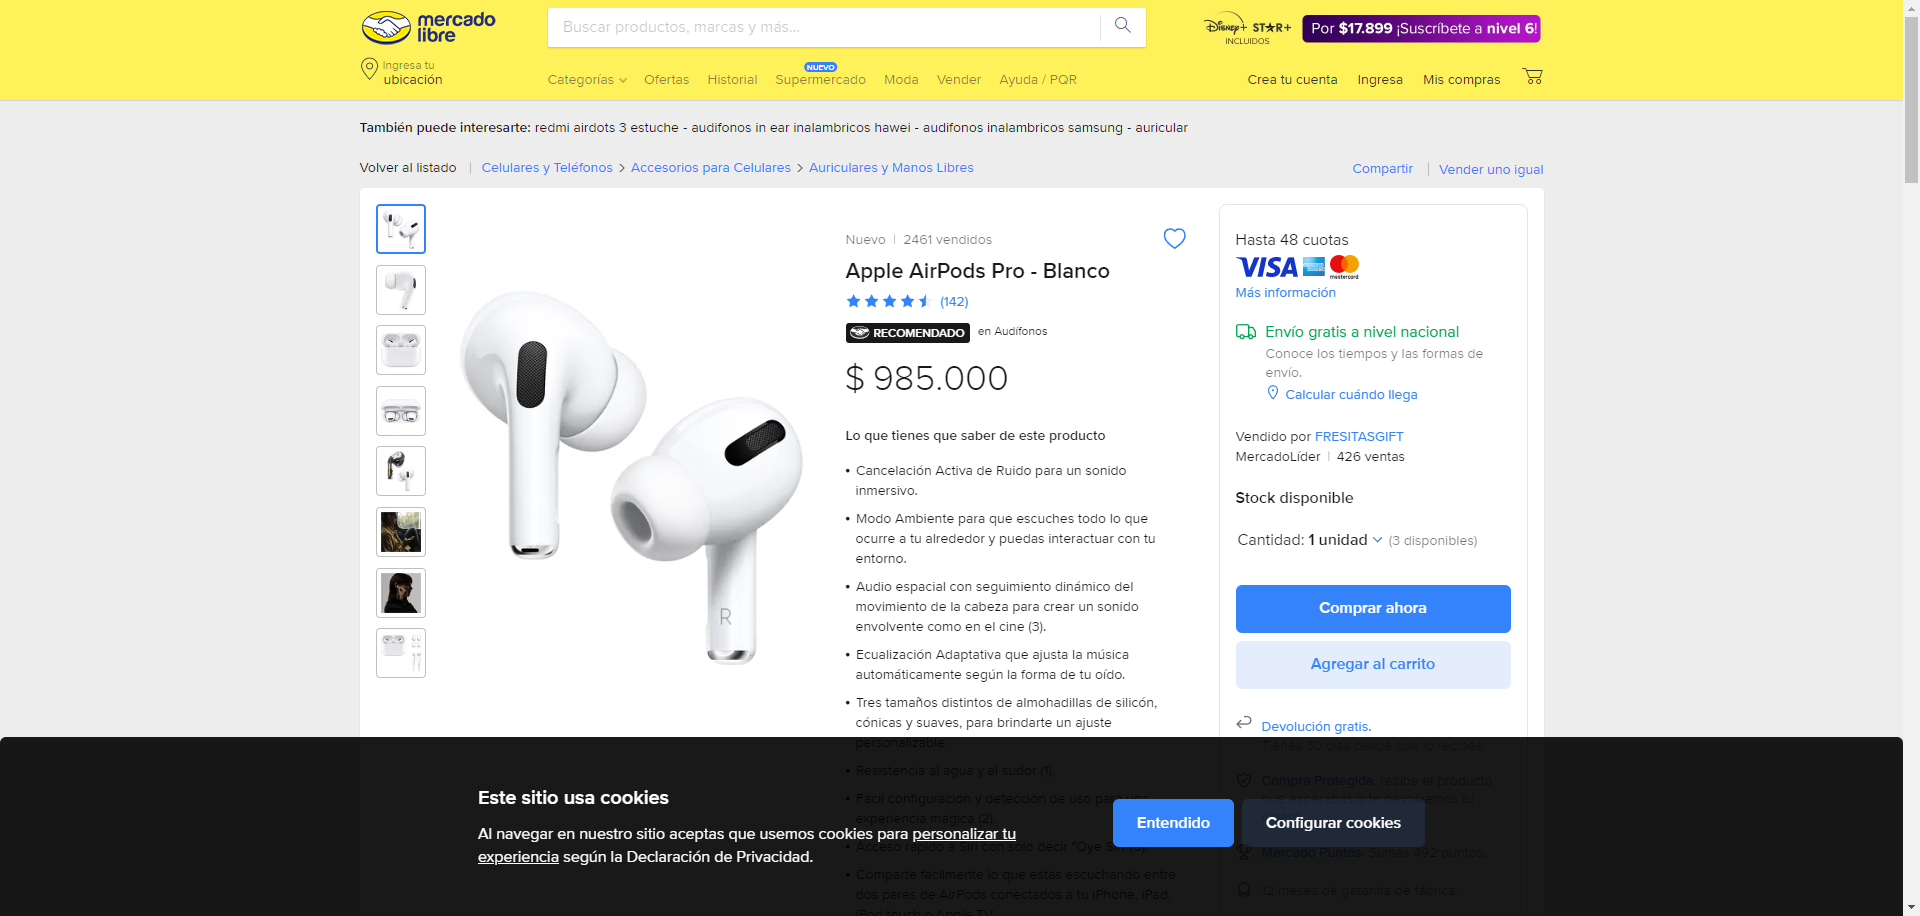 mercado
libre
Buscar productos, marcas y más...
Disney+ STAR+
INCLUIDOS
Por $17.899 ¡Suscríbete a nivel 6!
Ingresa tu
ubicación
Categorías
Ofertas
Historial
NUEVO
Supermercado
Moda
Vender
Ayuda / PQR
Crea tu cuenta
Ingresa
Mis compras
También puede interesarte: redmi airdots 3 estuche - audifonos in ear inalambricos hawei - audifonos inalambricos samsung - auricular
Volver al listado | Celulares y Teléfonos > Accesorios para Celulares > Auriculares y Manos Libres
Compartir | Vender uno igual
Nuevo | 2461 vendidos
Apple AirPods Pro - Blanco
(142)
RECOMENDADO en Audífonos
$ 985.000
Lo que tienes que saber de este producto
• Cancelación Activa de Ruido para un sonido
inmersivo.
• Modo Ambiente para que escuches todo lo que
ocurre a tu alrededor y puedas interactuar con tu
entorno.
• Audio espacial con seguimiento dinámico del
movimiento de la cabeza para crear un sonido
envolvente como en el cine (3).
• Ecualización Adaptativa que ajusta la música
automáticamente según la forma de tu oído.
• Tres tamaños distintos de almohadillas de silicón,
cónicas y suaves, para brindarte un ajuste
personalizable.
• Resistencia al agua y al sudor (1).
• Fácil configuración y detección de uso para una
experiencia mágica (2).
• Acceso rápido a Siri con sólo decir "Oye Siri"
• Comparte fácilmente lo que estás escuchando entre
dos pares de AirPods conectados a tu iPhone, iPad,
iPod touch o Apple TV.
R
Hasta 48 cuotas
VISA
mastercard
Más información
Envío gratis a nivel nacional
Conoce los tiempos y las formas de
envío.
Calcular cuándo llega
Vendido por FRESITASGIFT
MercadoLíder | 426 ventas
Stock disponible
Cantidad: 1 unidad (3 disponibles)
Comprar ahora
Agregar al carrito
Devolución gratis.
Tienes 30 días desde que lo recibes.
Compra Protegida, recibe el producto
que esperabas o te devolvemos tu
Mercado Puntos. Sumas 492 puntos.
12 meses de garantía de fábrica.
Este sitio usa cookies
Al navegar en nuestro sitio aceptas que usemos cookies para personalizar tu
experiencia según la Declaración de Privacidad.
Entendido
Configurar cookies